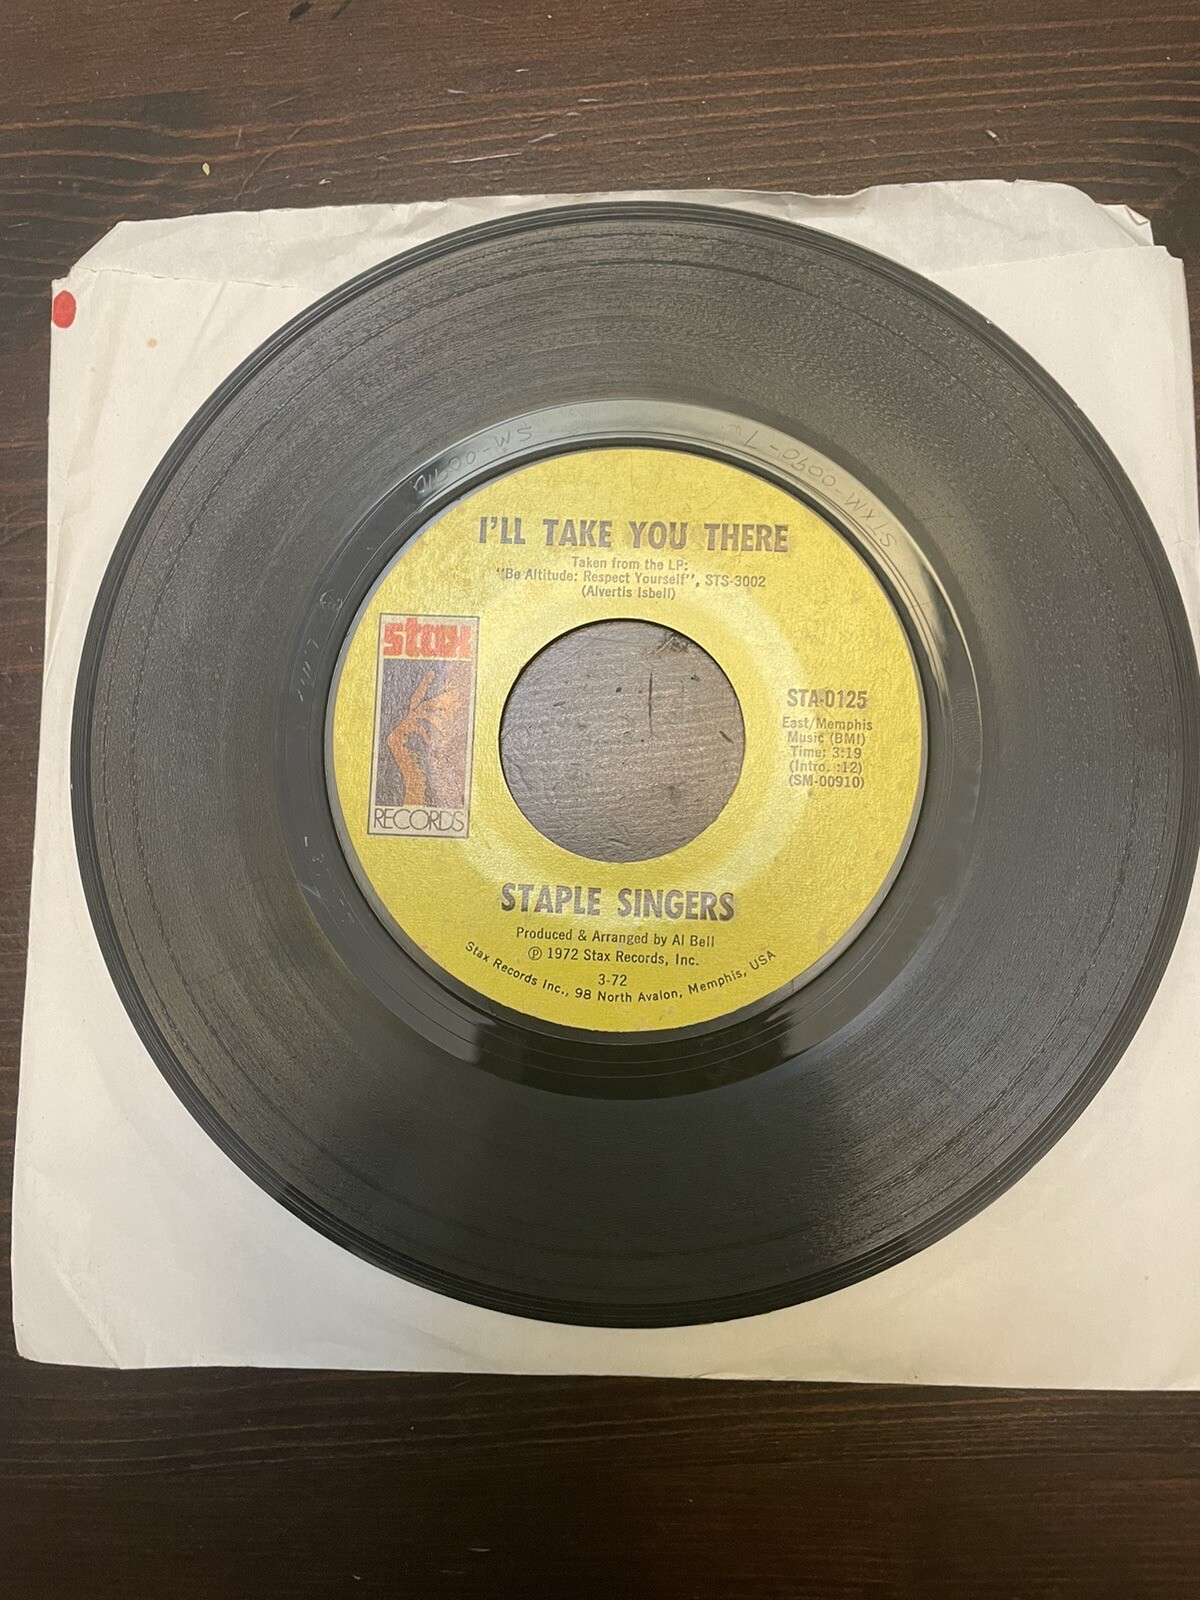 I'LL TAKE YOU THERE
Taken from the LP:
"Be Altitude: Respect Yourself", STS-3002
(Alvertis Isbell)
stax
RECORDS
STA-0125
East/Memphis
Music (BMI)
Time: 3:19
(Intro. :12)
(SM-00910)
STAPLE SINGERS
Produced & Arranged by Al Bell
℗ 1972 Stax Records, Inc.
3-72
Stax Records Inc., 98 North Avalon, Memphis, USA